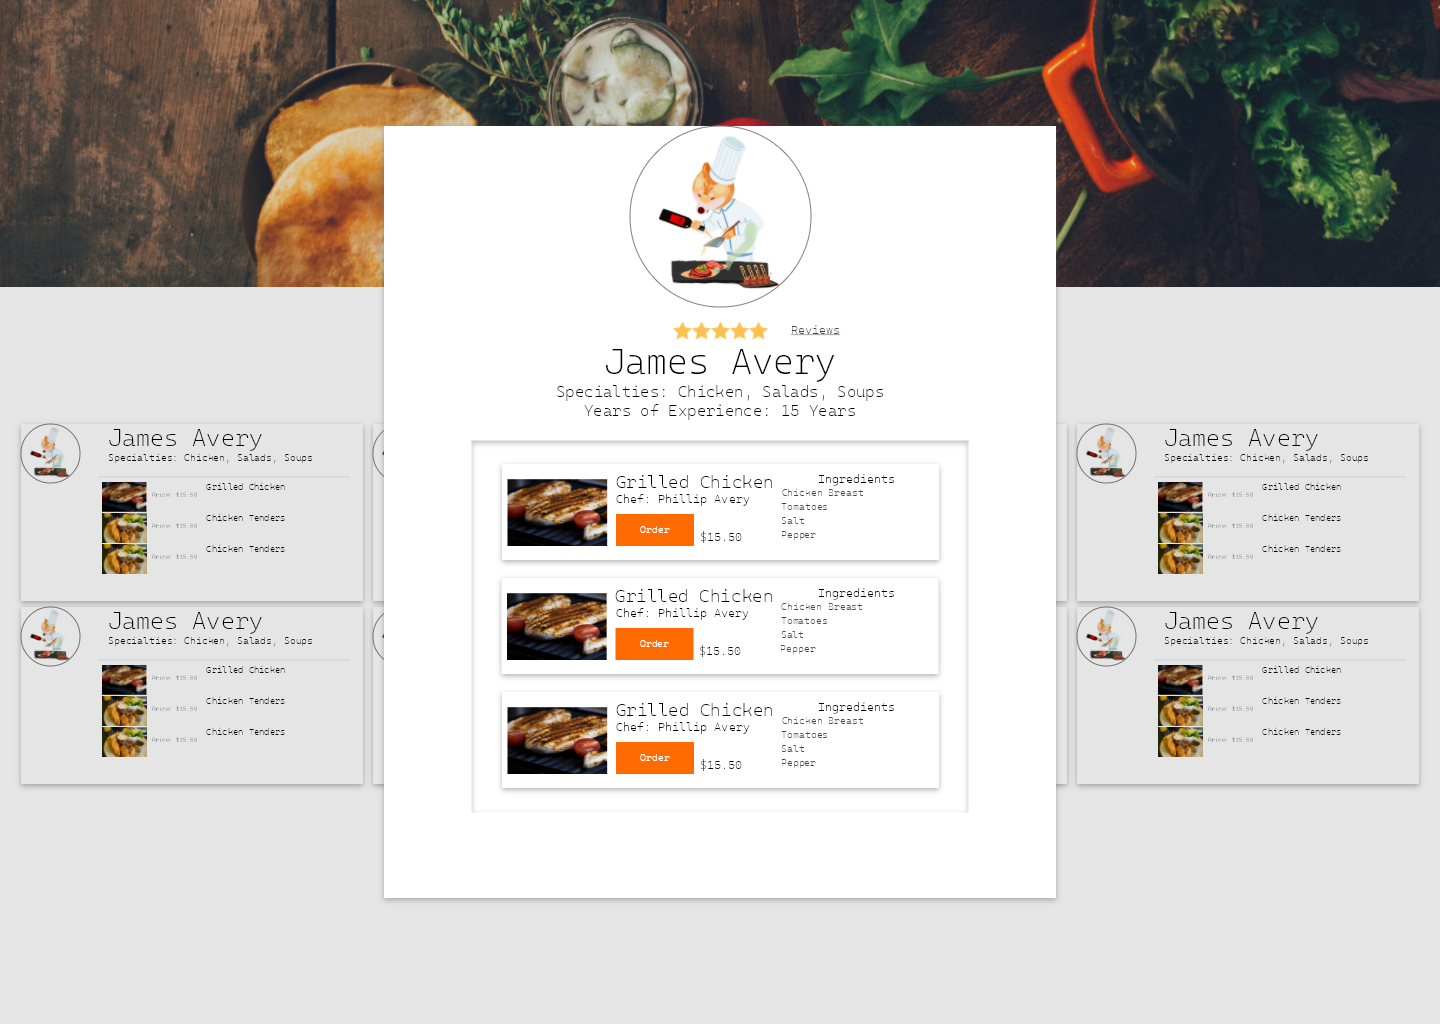 Reviews
James Avery
Specialties: Chicken, Salads, Soups
Years of Experience: 15 Years
Grilled Chicken
Chef: Phillip Avery
Order
$15.50
Ingredients
Chicken Breast
Tomatoes
Salt
Pepper
Grilled Chicken
Chef: Phillip Avery
Order
$15.50
Ingredients
Chicken Breast
Tomatoes
Salt
Pepper
Grilled Chicken
Chef: Phillip Avery
Order
$15.50
Ingredients
Chicken Breast
Tomatoes
Salt
Pepper
James Avery
Specialties: Chicken, Salads, Soups
Price: $15.50 Grilled Chicken
Price: $15.50 Chicken Tenders
Price: $15.50 Chicken Tenders
James Avery
Specialties: Chicken, Salads, Soups
Price: $15.50 Grilled Chicken
Price: $15.50 Chicken Tenders
Price: $15.50 Chicken Tenders
James Avery
Specialties: Chicken, Salads, Soups
Price: $15.50 Grilled Chicken
Price: $15.50 Chicken Tenders
Price: $15.50 Chicken Tenders
James Avery
Specialties: Chicken, Salads, Soups
Price: $15.50 Grilled Chicken
Price: $15.50 Chicken Tenders
Price: $15.50 Chicken Tenders